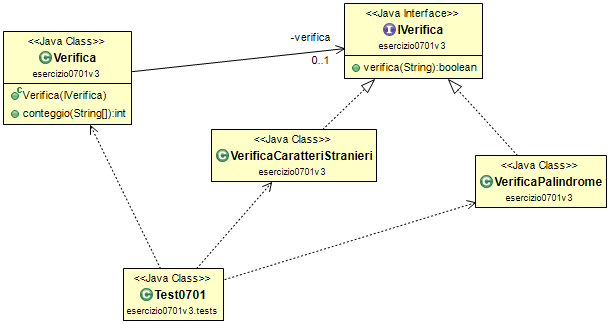 <<Java Class>>
Verifica
esercizio0701v3
Verifica(IVerifica)
conteggio(String[]):int
-verifica
0..1
<<Java Interface>>
IVerifica
esercizio0701v3
verifica(String):boolean
<<Java Class>>
VerificaCaratteriStranieri
esercizio0701v3
<<Java Class>>
VerificaPalindrome
esercizio0701v3
<<Java Class>>
Test0701
esercizio0701v3.tests